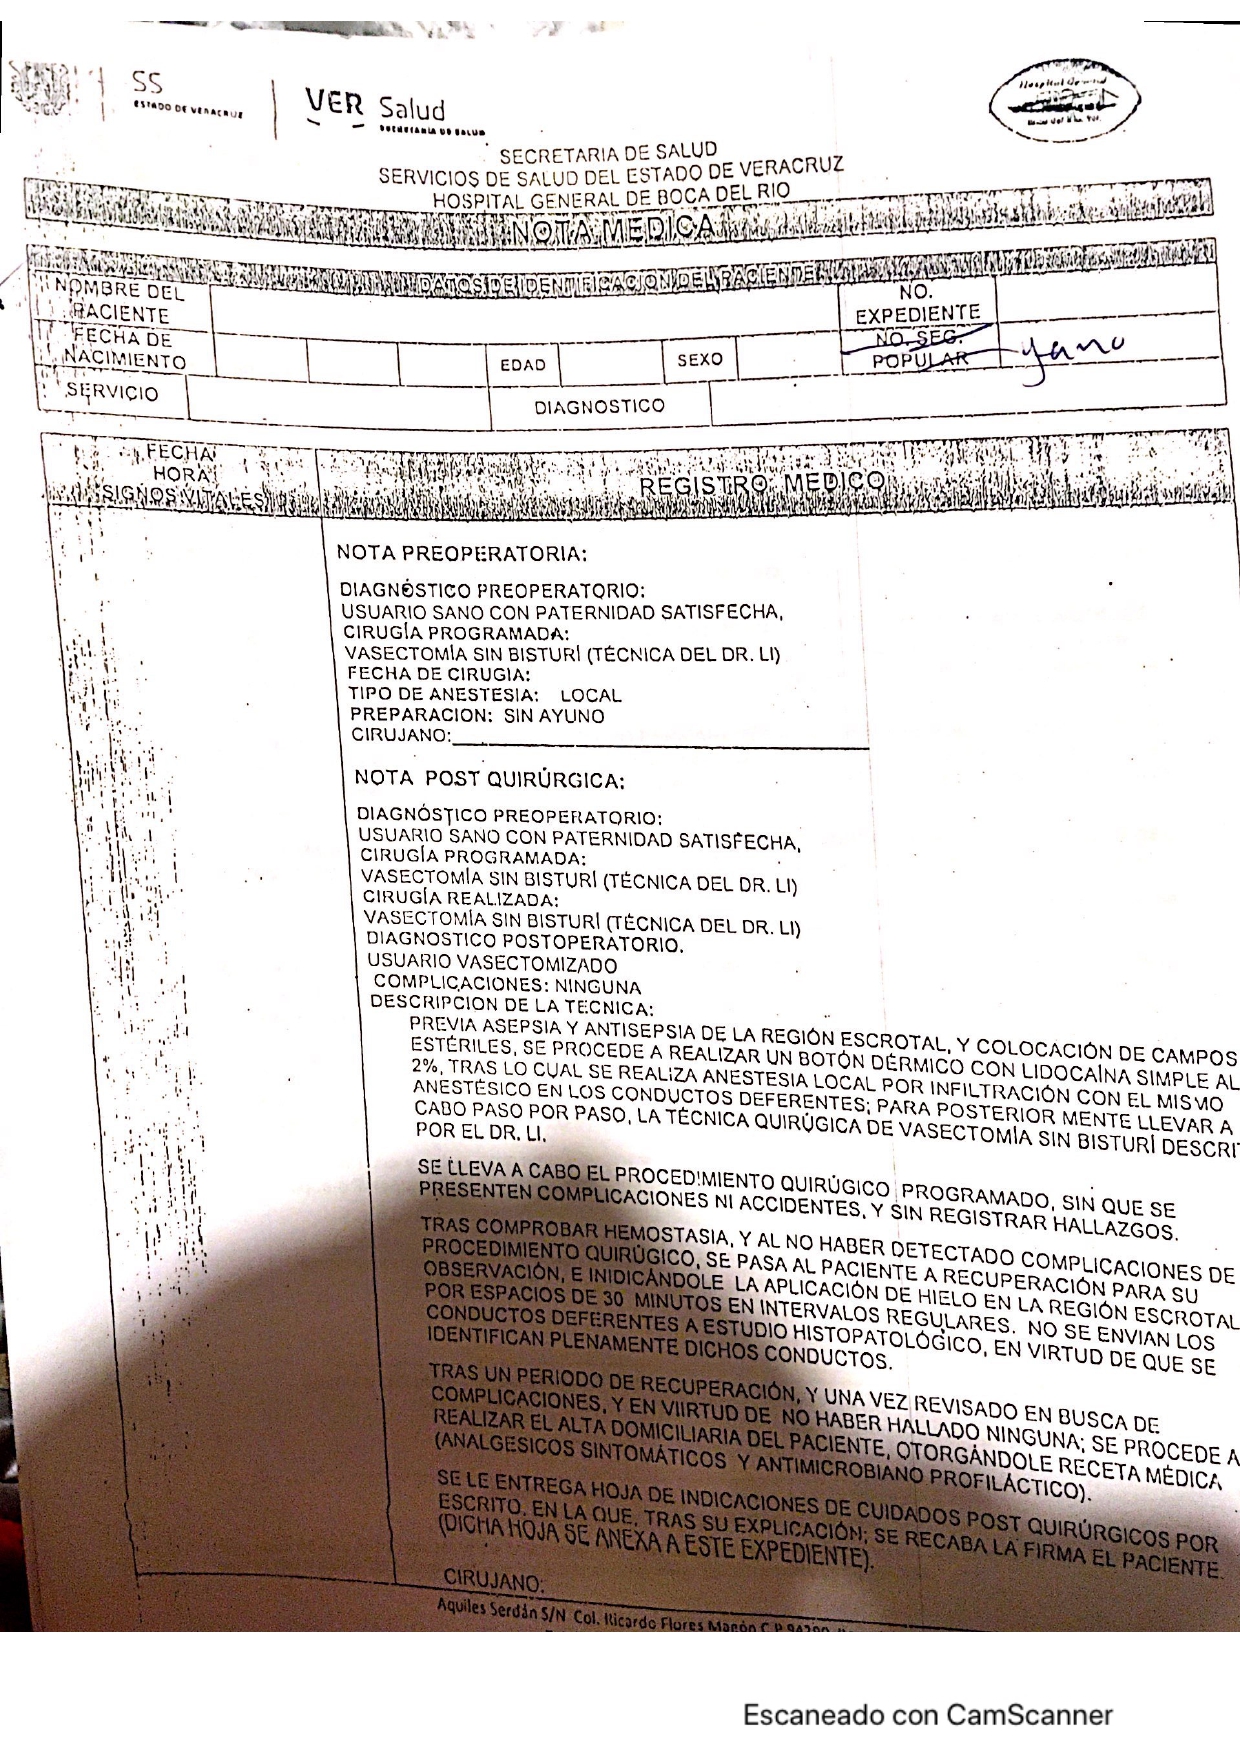 SS
ESTADO DE VERACRUZ
VER Salud
SECRETARÍA DE SALUD
Hospital General
SECRETARIA DE SALUD
SERVICIOS DE SALUD DEL ESTADO DE VERACRUZ
HOSPITAL GENERAL DE BOCA DEL RIO
NOTA MEDICA
DATOS DE IDENTIFICACION DEL PACIENTE
NOMBRE DEL PACIENTE
NO. EXPEDIENTE
FECHA DE NACIMIENTO
EDAD
SEXO
NO. SEG. POPULAR
ya no
SERVICIO
DIAGNOSTICO
FECHA
HORA
SIGNOS VITALES
REGISTRO MEDICO
NOTA PREOPERATORIA:
DIAGNÓSTICO PREOPERATORIO:
USUARIO SANO CON PATERNIDAD SATISFECHA,
CIRUGÍA PROGRAMADA:
VASECTOMÍA SIN BISTURÍ (TÉCNICA DEL DR. LI)
FECHA DE CIRUGIA:
TIPO DE ANESTESIA: LOCAL
PREPARACION: SIN AYUNO
CIRUJANO:
NOTA POST QUIRÚRGICA:
DIAGNÓSTICO PREOPERATORIO:
USUARIO SANO CON PATERNIDAD SATISFECHA,
CIRUGÍA PROGRAMADA:
VASECTOMÍA SIN BISTURÍ (TÉCNICA DEL DR. LI)
CIRUGÍA REALIZADA:
VASECTOMÍA SIN BISTURÍ (TÉCNICA DEL DR. LI)
DIAGNOSTICO POSTOPERATORIO.
USUARIO VASECTOMIZADO
COMPLICACIONES: NINGUNA
DESCRIPCION DE LA TECNICA:
PREVIA ASEPSIA Y ANTISEPSIA DE LA REGIÓN ESCROTAL, Y COLOCACIÓN DE CAMPOS
ESTÉRILES, SE PROCEDE A REALIZAR UN BOTÓN DÉRMICO CON LIDOCAÍNA SIMPLE AL
2%, TRAS LO CUAL SE REALIZA ANESTESIA LOCAL POR INFILTRACIÓN CON EL MISMO
ANESTÉSICO EN LOS CONDUCTOS DEFERENTES; PARA POSTERIOR MENTE LLEVAR A
CABO PASO POR PASO, LA TÉCNICA QUIRÚGICA DE VASECTOMÍA SIN BISTURÍ DESCRIT
POR EL DR. LI.
SE LLEVA A CABO EL PROCEDIMIENTO QUIRÚGICO PROGRAMADO, SIN QUE SE
PRESENTEN COMPLICACIONES NI ACCIDENTES, Y SIN REGISTRAR HALLAZGOS.
TRAS COMPROBAR HEMOSTASIA, Y AL NO HABER DETECTADO COMPLICACIONES DE
PROCEDIMIENTO QUIRÚGICO, SE PASA AL PACIENTE A RECUPERACIÓN PARA SU
OBSERVACIÓN, E INIDICÁNDOLE LA APLICACIÓN DE HIELO EN LA REGIÓN ESCROTAL
POR ESPACIOS DE 30 MINUTOS EN INTERVALOS REGULARES. NO SE ENVIAN LOS
CONDUCTOS DEFERENTES A ESTUDIO HISTOPATOLÓGICO, EN VIRTUD DE QUE SE
IDENTIFICAN PLENAMENTE DICHOS CONDUCTOS.
TRAS UN PERIODO DE RECUPERACIÓN, Y UNA VEZ REVISADO EN BUSCA DE
COMPLICACIONES, Y EN VIIRTUD DE NO HABER HALLADO NINGUNA; SE PROCEDE A
REALIZAR EL ALTA DOMICILIARIA DEL PACIENTE, OTORGÁNDOLE RECETA MÉDICA
(ANALGESICOS SINTOMÁTICOS Y ANTIMICROBIANO PROFILÁCTICO).
SE LE ENTREGA HOJA DE INDICACIONES DE CUIDADOS POST QUIRÚRGICOS POR
ESCRITO, EN LA QUE, TRAS SU EXPLICACIÓN; SE RECABA LA FIRMA EL PACIENTE.
(DICHA HOJA SE ANEXA A ESTE EXPEDIENTE).
CIRUJANO:
Aquiles Serdán S/N Col. Ricardo Flores Magón C.P.
Escaneado con CamScanner